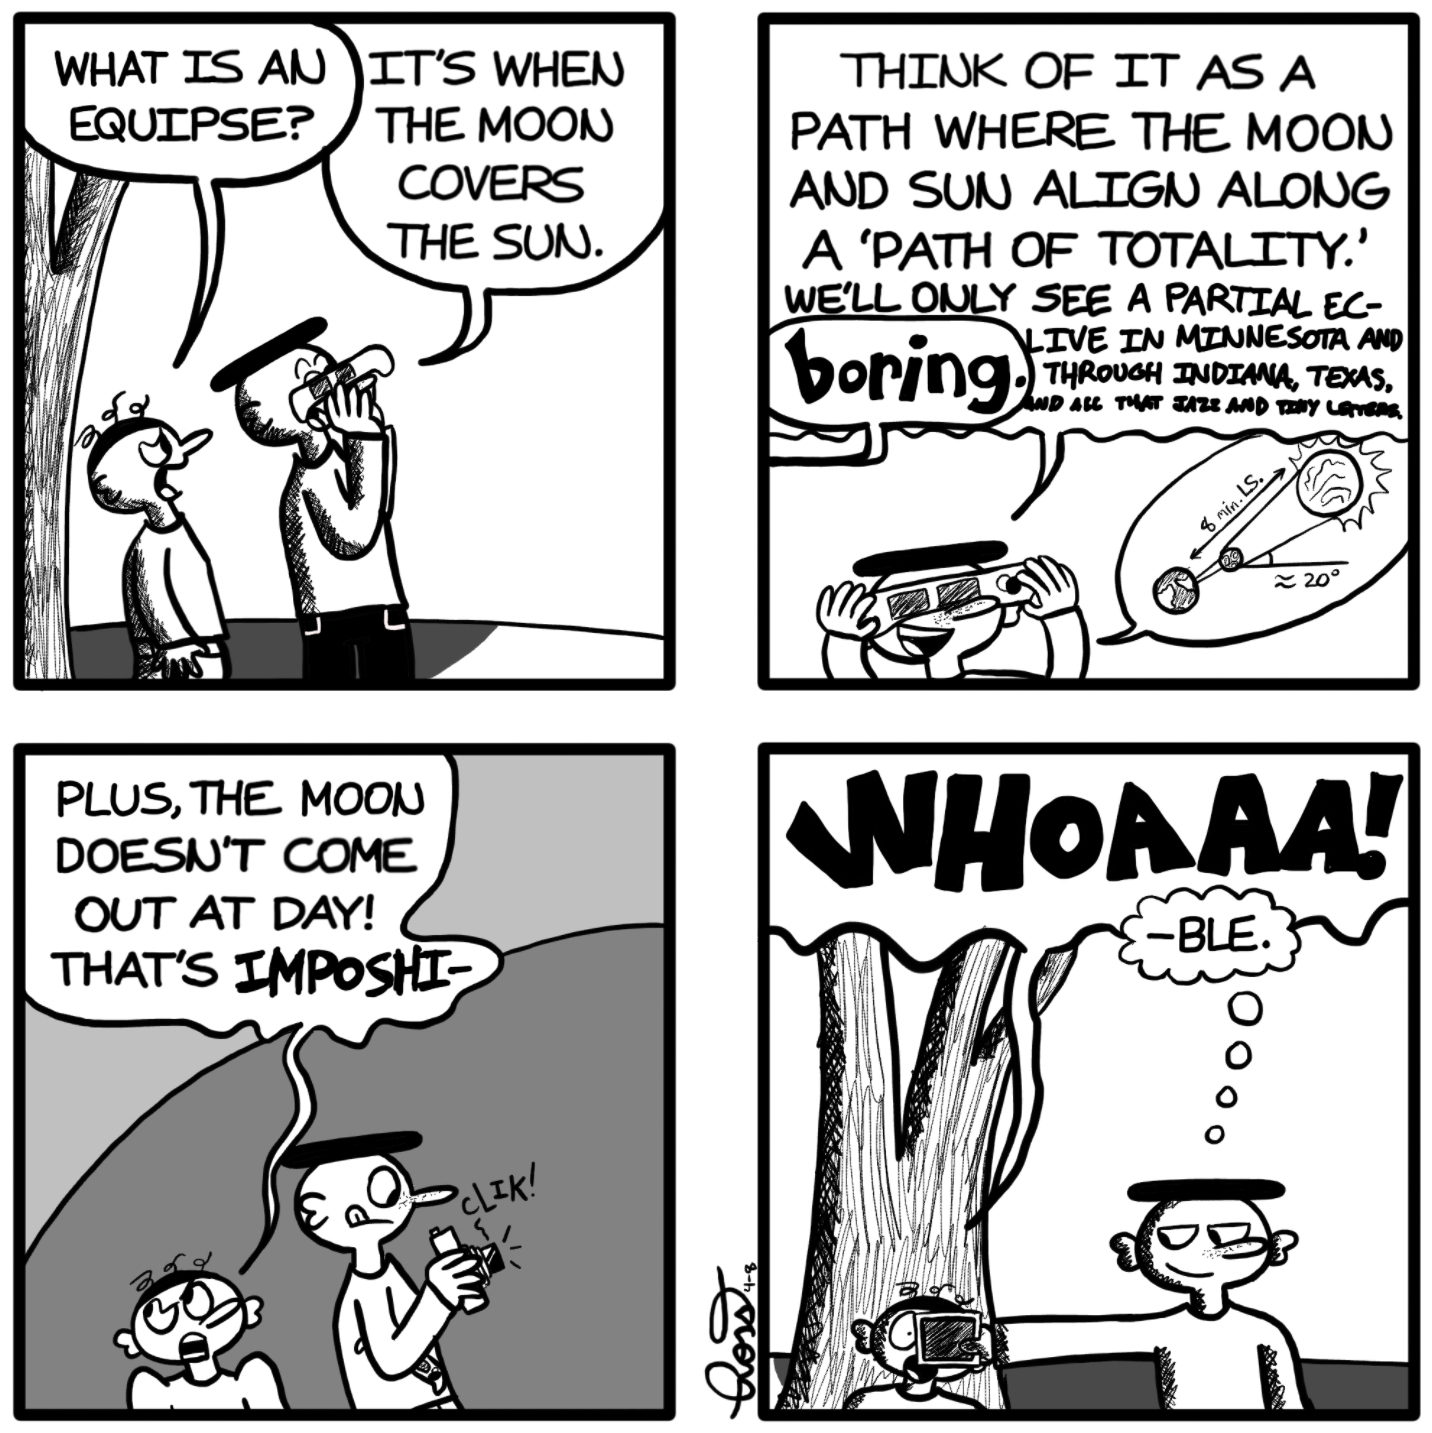 WHAT IS AN
EQUIPSE?
IT'S WHEN
THE MOON
COVERS
THE SUN.
THINK OF IT AS A
PATH WHERE THE MOON
AND SUN ALIGN ALONG
A 'PATH OF TOTALITY.'
WE'LL ONLY SEE A PARTIAL EC-
LIVE IN MINNESOTA AND
boring.
THROUGH INDIANA, TEXAS,
AND ALL THAT JAZZ AND TINY LETTERS.
8 min. LS.
≈ 20°
PLUS, THE MOON
DOESN'T COME
OUT AT DAY!
THAT'S IMPOSHI-
CLIK!
WHOAAA!
-BLE.
Ross 4-8